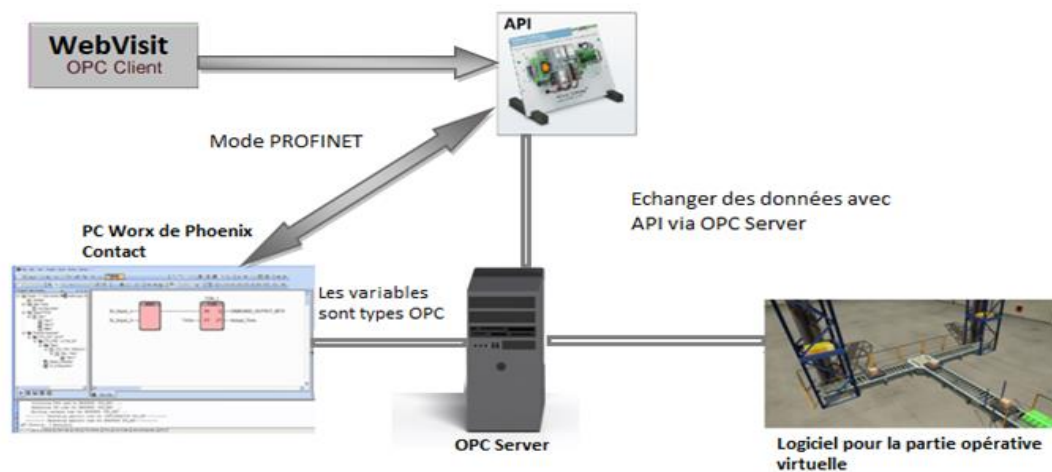 WebVisit
OPC Client
API
Mode PROFINET
Echanger des données avec
API via OPC Server
PC Worx de Phoenix
Contact
Les variables
sont types OPC
OPC Server
Logiciel pour la partie opérative
virtuelle